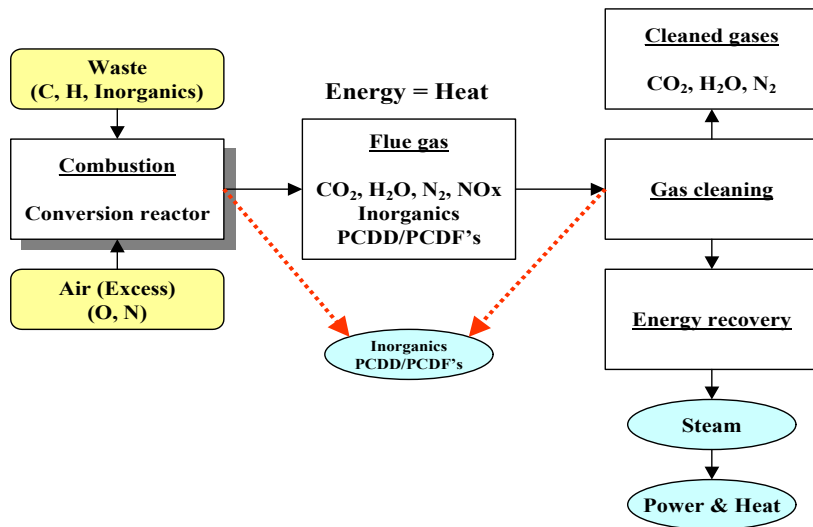 Waste
(C, H, Inorganics)
Combustion
Conversion reactor
Air (Excess)
(O, N)
Energy = Heat
Flue gas
CO₂, H₂O, N₂, NOx
Inorganics
PCDD/PCDF’s
Inorganics
PCDD/PCDF’s
Cleaned gases
CO₂, H₂O, N₂
Gas cleaning
Energy recovery
Steam
Power & Heat